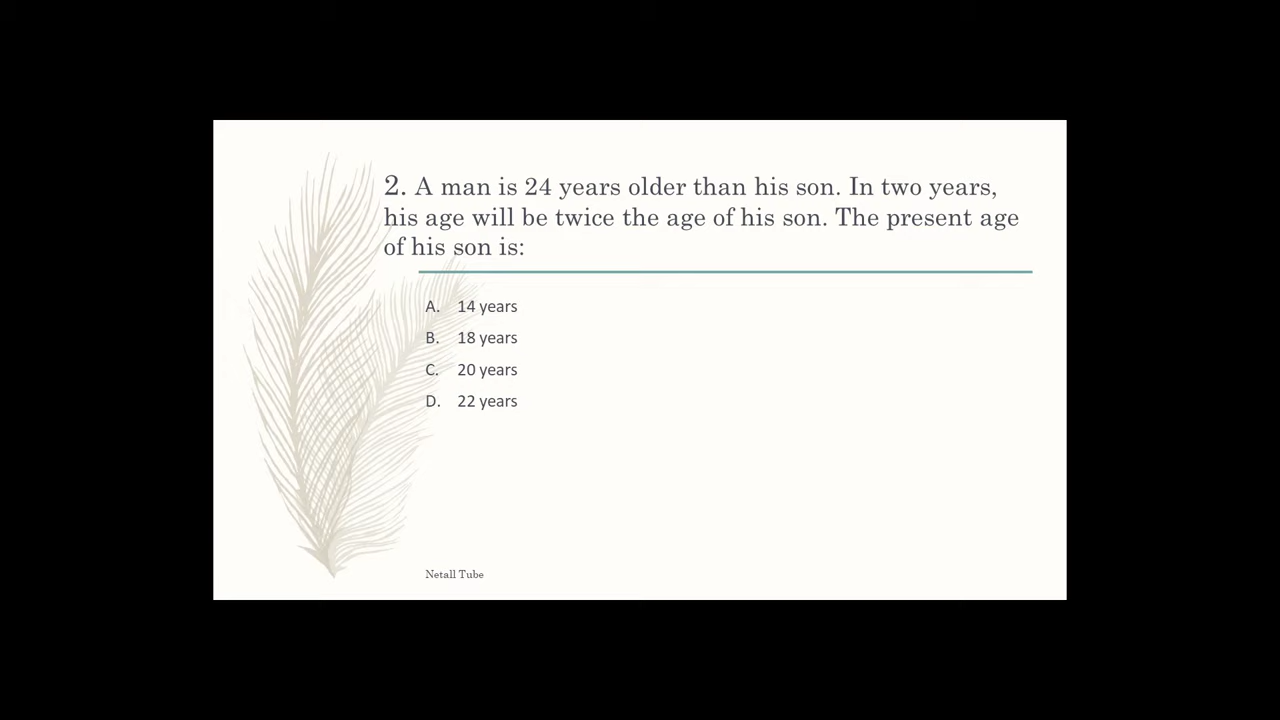 2. A man is 24 years older than his son. In two years,
his age will be twice the age of his son. The present age
of his son is:
A. 14 years
B. 18 years
C. 20 years
D. 22 years
Netall Tube